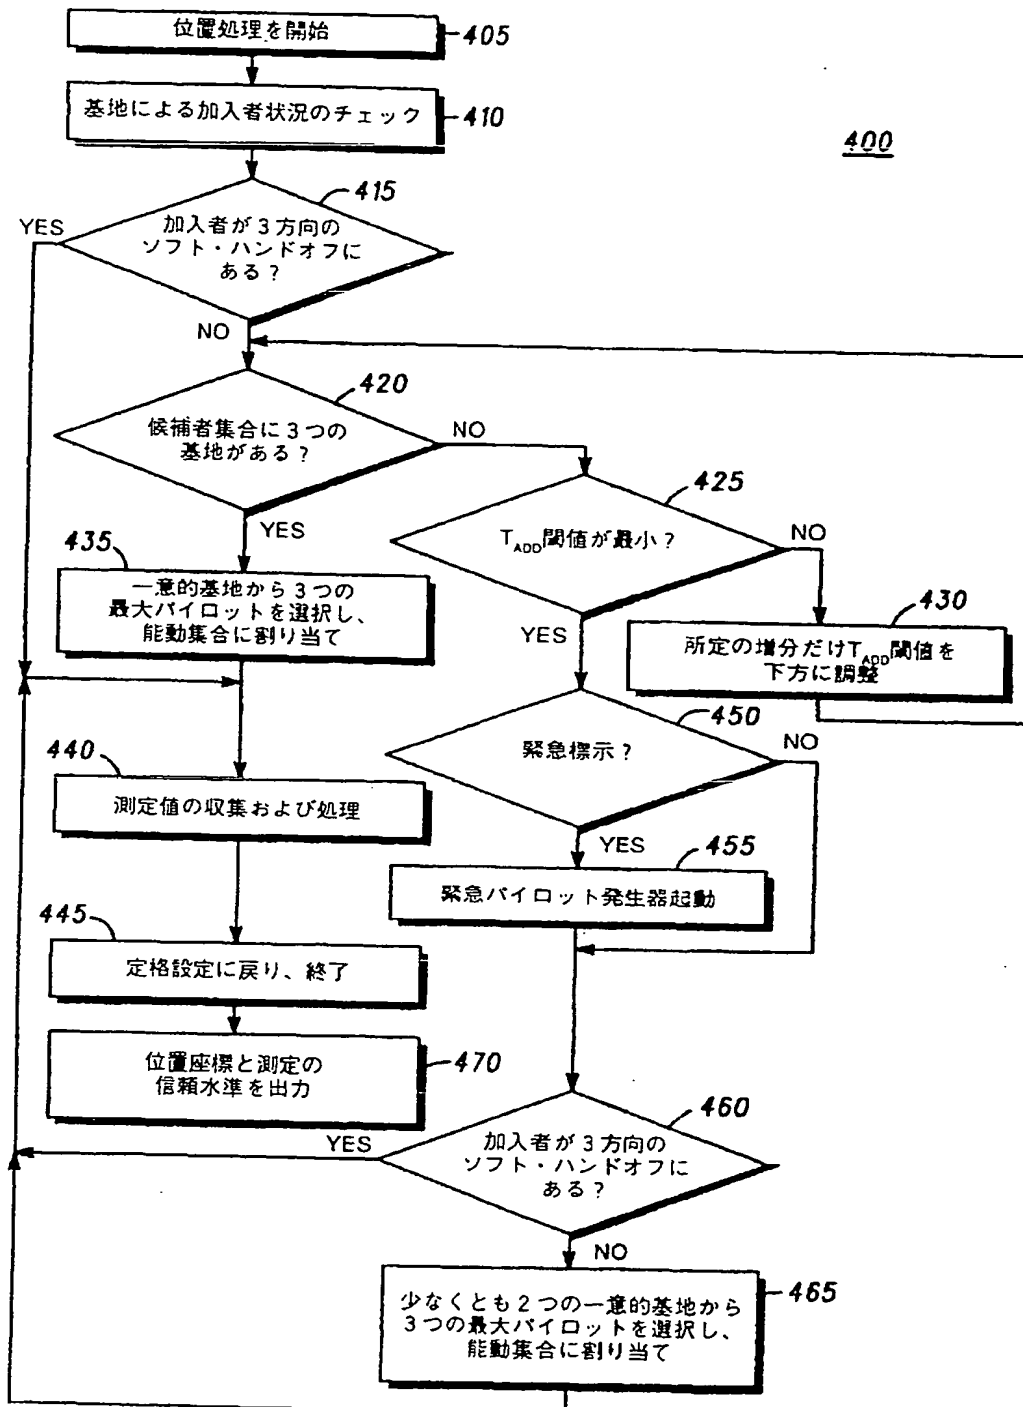 位置処理を開始
405
基地による加入者状況のチェック
410
400
415
加入者が3方向の
ソフト・ハンドオフに
ある?
YES
NO
420
候補者集合に3つの
基地がある?
NO
YES
425
TADD閾値が最小?
NO
YES
430
所定の増分だけTADD閾値を
下方に調整
435
一意的基地から3つの
最大パイロットを選択し、
能動集合に割り当て
440
測定値の収集および処理
445
定格設定に戻り、終了
位置座標と測定の
信頼水準を出力
470
450
緊急標示?
NO
YES
455
緊急パイロット発生器起動
460
加入者が3方向の
ソフト・ハンドオフに
ある?
YES
NO
465
少なくとも2つの一意的基地から
3つの最大パイロットを選択し、
能動集合に割り当て